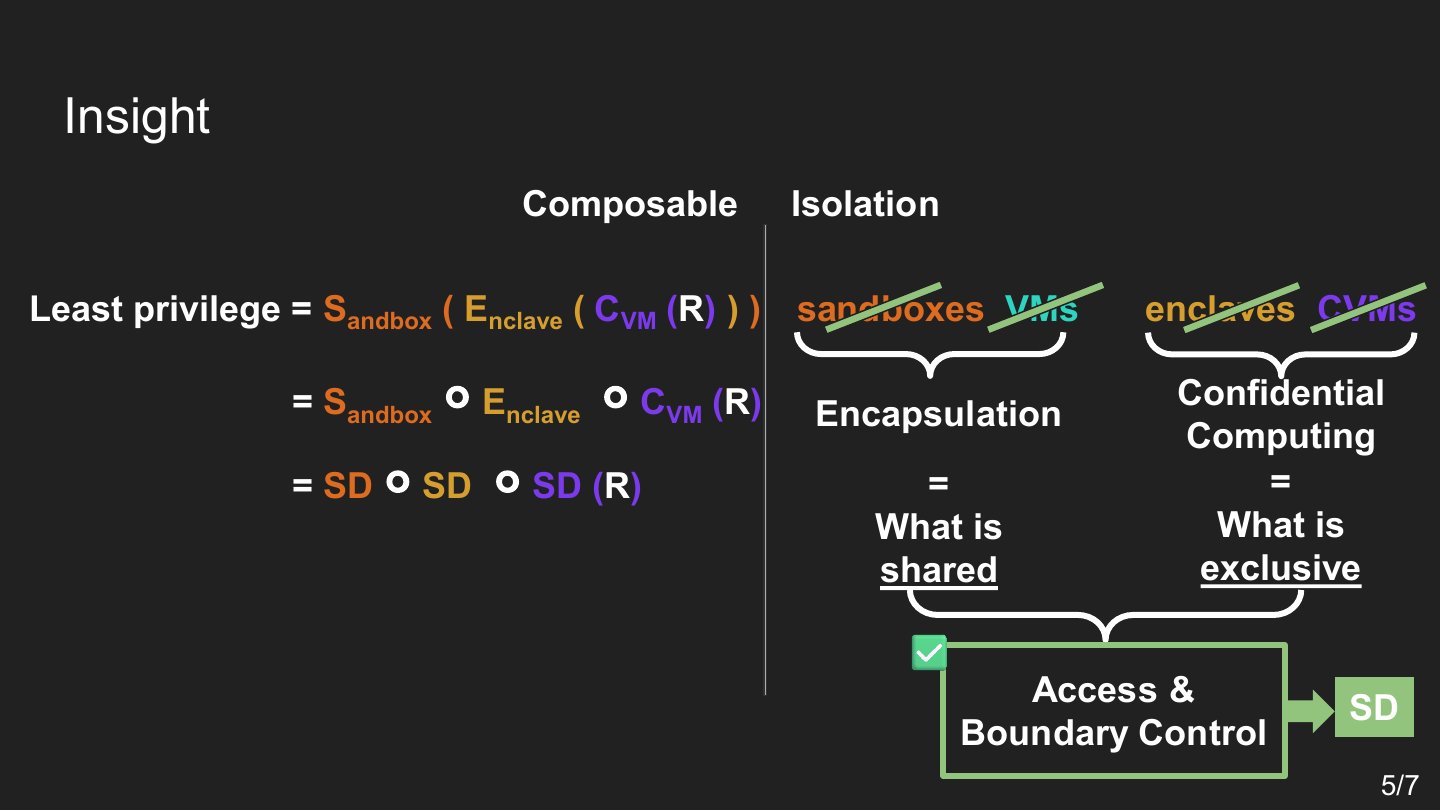 Insight
Composable Isolation
Least privilege = Sandbox ( Enclave ( CVM (R) ) )
= Sandbox ∘ Enclave ∘ CVM (R)
= SD ∘ SD ∘ SD (R)
sandboxes VMs
Encapsulation
=
What is
shared
enclaves CVMs
Confidential
Computing
=
What is
exclusive
Access &
Boundary Control
SD
5/7